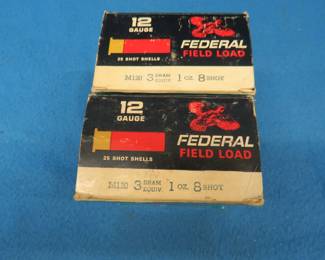 12
GAUGE
25 SHOT SHELLS
FEDERAL
FIELD LOAD
M120 3 DRAM EQUIV. 1 OZ. 8 SHOT
12
GAUGE
25 SHOT SHELLS
FEDERAL
FIELD LOAD
M120 3 DRAM EQUIV. 1 OZ. 8 SHOT